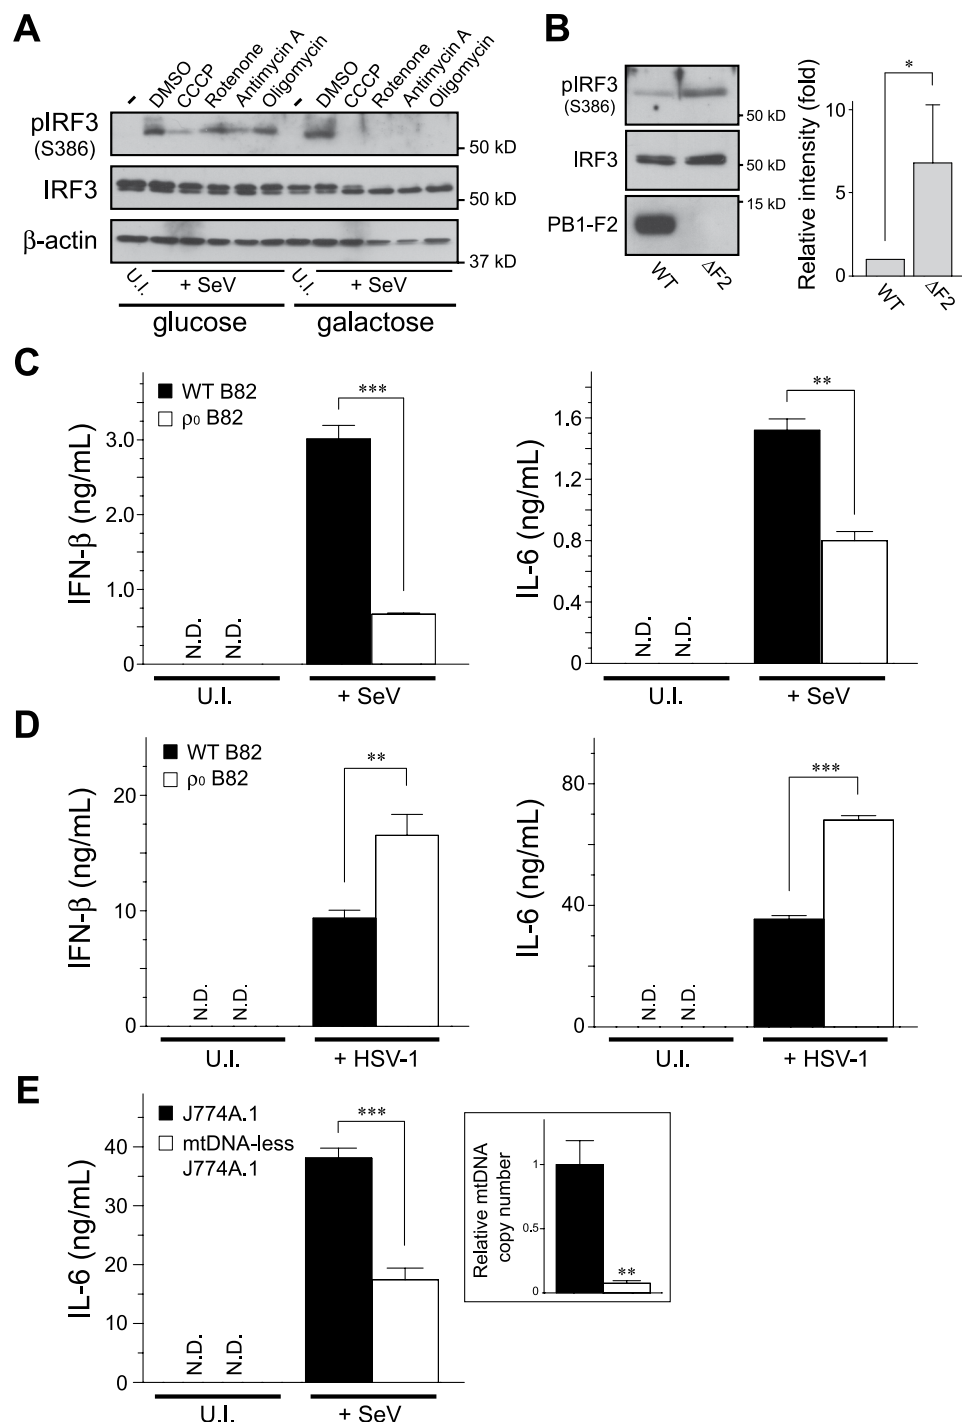 A
- DMSO CCCP Rotenone Antimycin A Oligomycin - DMSO CCCP Rotenone Antimycin A Oligomycin
pIRF3
(S386)
50 kD
IRF3
50 kD
β-actin
37 kD
U.I. + SeV U.I. + SeV
glucose galactose
B
pIRF3
(S386)
50 kD
IRF3
50 kD
15 kD
PB1-F2
WT ΔF2
Relative intensity (fold)
10
5
0
*
WT ΔF2
C
WT B82
ρ0 B82
IFN-β (ng/mL)
3.0
2.0
1.0
0
***
N.D. N.D.
U.I. + SeV
IL-6 (ng/mL)
1.6
1.2
0.8
0.4
0
**
N.D. N.D.
U.I. + SeV
D
WT B82
ρ0 B82
IFN-β (ng/mL)
20
10
0
**
N.D. N.D.
U.I. + HSV-1
IL-6 (ng/mL)
80
40
0
***
N.D. N.D.
U.I. + HSV-1
E
J774A.1
mtDNA-less
J774A.1
IL-6 (ng/mL)
40
30
20
10
0
***
N.D. N.D.
U.I. + SeV
Relative mtDNA
copy number
1
0.5
0
**